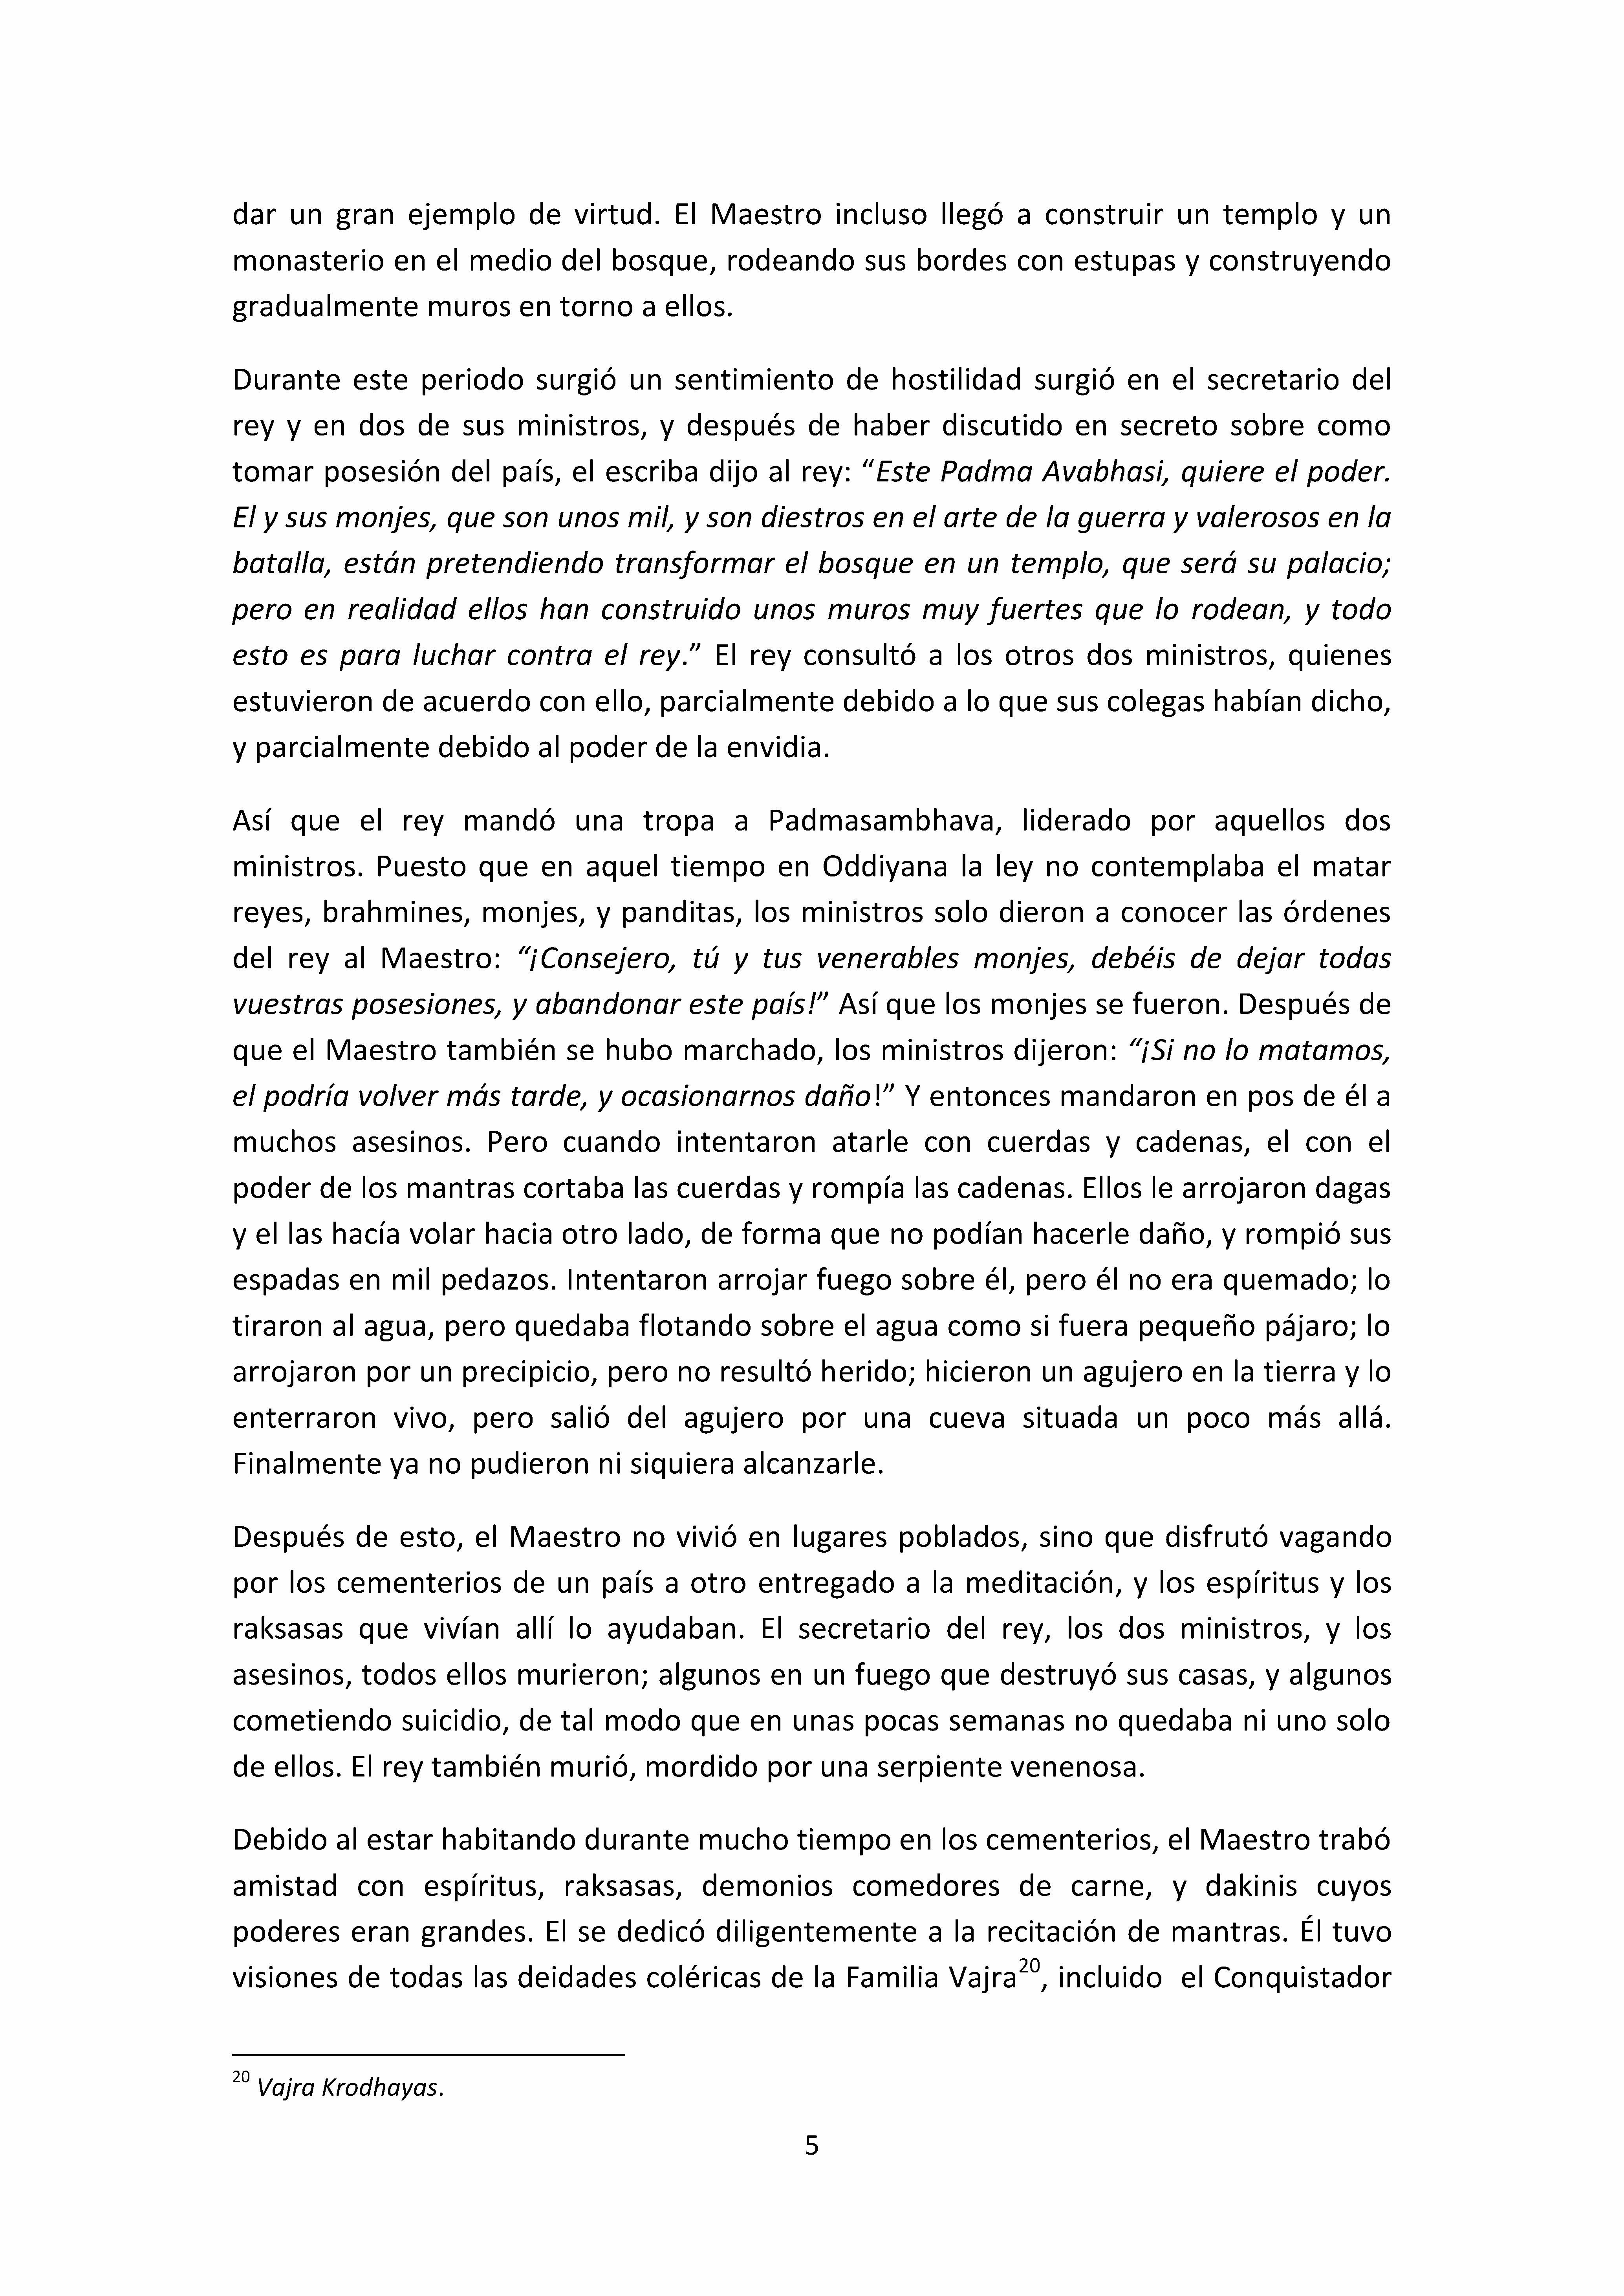 dar un gran ejemplo de virtud. El Maestro incluso llegó a construir un templo y un
monasterio en el medio del bosque, rodeando sus bordes con estupas y construyendo
gradualmente muros en torno a ellos.
Durante este periodo surgió un sentimiento de hostilidad surgió en el secretario del
rey y en dos de sus ministros, y después de haber discutido en secreto sobre como
tomar posesión del país, el escriba dijo al rey: “Este Padma Avabhasi, quiere el poder.
El y sus monjes, que son unos mil, y son diestros en el arte de la guerra y valerosos en la
batalla, están pretendiendo transformar el bosque en un templo, que será su palacio;
pero en realidad ellos han construido unos muros muy fuertes que lo rodean, y todo
esto es para luchar contra el rey.” El rey consultó a los otros dos ministros, quienes
estuvieron de acuerdo con ello, parcialmente debido a lo que sus colegas habían dicho,
y parcialmente debido al poder de la envidia.
Así que el rey mandó una tropa a Padmasambhava, liderado por aquellos dos
ministros. Puesto que en aquel tiempo en Oddiyana la ley no contemplaba el matar
reyes, brahmines, monjes, y panditas, los ministros solo dieron a conocer las órdenes
del rey al Maestro: “¡Consejero, tú y tus venerables monjes, debéis de dejar todas
vuestras posesiones, y abandonar este país!” Así que los monjes se fueron. Después de
que el Maestro también se hubo marchado, los ministros dijeron: “¡Si no lo matamos,
el podría volver más tarde, y ocasionarnos daño!” Y entonces mandaron en pos de él a
muchos asesinos. Pero cuando intentaron atarle con cuerdas y cadenas, el con el
poder de los mantras cortaba las cuerdas y rompía las cadenas. Ellos le arrojaron dagas
y el las hacía volar hacia otro lado, de forma que no podían hacerle daño, y rompió sus
espadas en mil pedazos. Intentaron arrojar fuego sobre él, pero él no era quemado; lo
tiraron al agua, pero quedaba flotando sobre el agua como si fuera pequeño pájaro; lo
arrojaron por un precipicio, pero no resultó herido; hicieron un agujero en la tierra y lo
enterraron vivo, pero salió del agujero por una cueva situada un poco más allá.
Finalmente ya no pudieron ni siquiera alcanzarle.
Después de esto, el Maestro no vivió en lugares poblados, sino que disfrutó vagando
por los cementerios de un país a otro entregado a la meditación, y los espíritus y los
raksasas que vivían allí lo ayudaban. El secretario del rey, los dos ministros, y los
asesinos, todos ellos murieron; algunos en un fuego que destruyó sus casas, y algunos
cometiendo suicidio, de tal modo que en unas pocas semanas no quedaba ni uno solo
de ellos. El rey también murió, mordido por una serpiente venenosa.
Debido al estar habitando durante mucho tiempo en los cementerios, el Maestro trabó
amistad con espíritus, raksasas, demonios comedores de carne, y dakinis cuyos
poderes eran grandes. El se dedicó diligentemente a la recitación de mantras. Él tuvo
visiones de todas las deidades coléricas de la Familia Vajra20, incluido el Conquistador
20 Vajra Krodhayas.
5